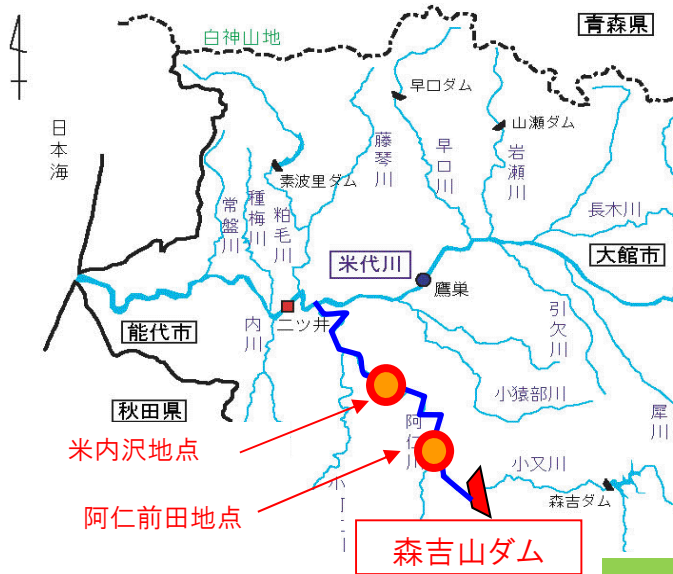 青森県
白神山地
早口ダム
日本海
山瀬ダム
藤琴川
早口川
岩瀬川
素波里ダム
常盤川
種梅川
粕毛川
長木川
米代川
大館市
鷹巣
二ツ井
能代市
内川
引欠川
秋田県
小猿部川
犀川
米内沢地点
阿仁川
小又川
阿仁前田地点
森吉ダム
森吉山ダム